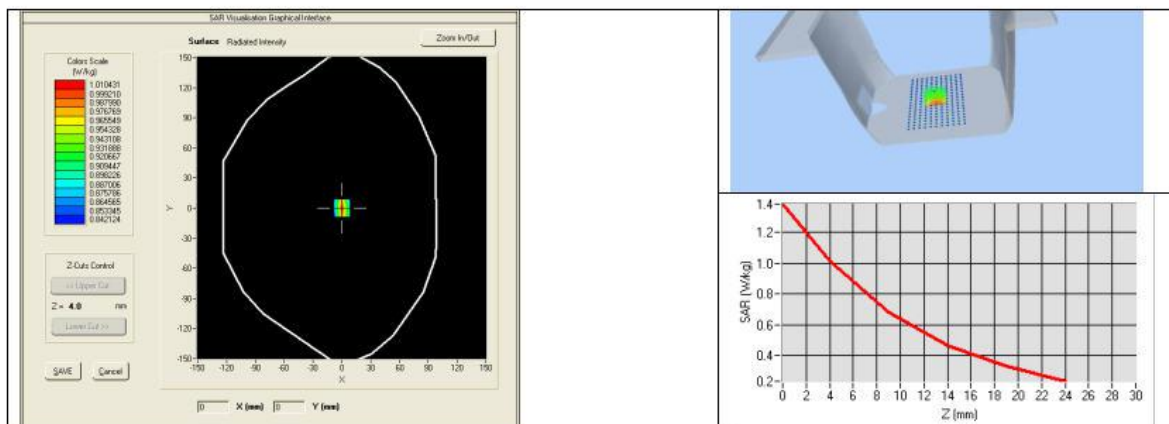 SAR Visualisation Graphical Interface
Surface Radiated Intensity
Zoom In/Out
Colors Scale
(W/kg)
1.010431
0.999210
0.987990
0.976769
0.965549
0.954328
0.943108
0.931888
0.920667
0.909447
0.898226
0.887006
0.875786
0.864565
0.853345
0.842124
150
120
90
60
30
0
-30
-60
-90
-120
-150
Y
-150 -120 -90 -60 -30 0 30 60 90 120 150
X
Z-Cuts Control
<< Upper Cut
Z = 4.0 mm
Lower Cut >>
SAVE Cancel
0 X (mm) 0 Y (mm)
1.4
1.2
1.0
0.8
0.6
0.4
0.2
SAR (W/kg)
0 2 4 6 8 10 12 14 16 18 20 22 24 26 28 30
Z (mm)